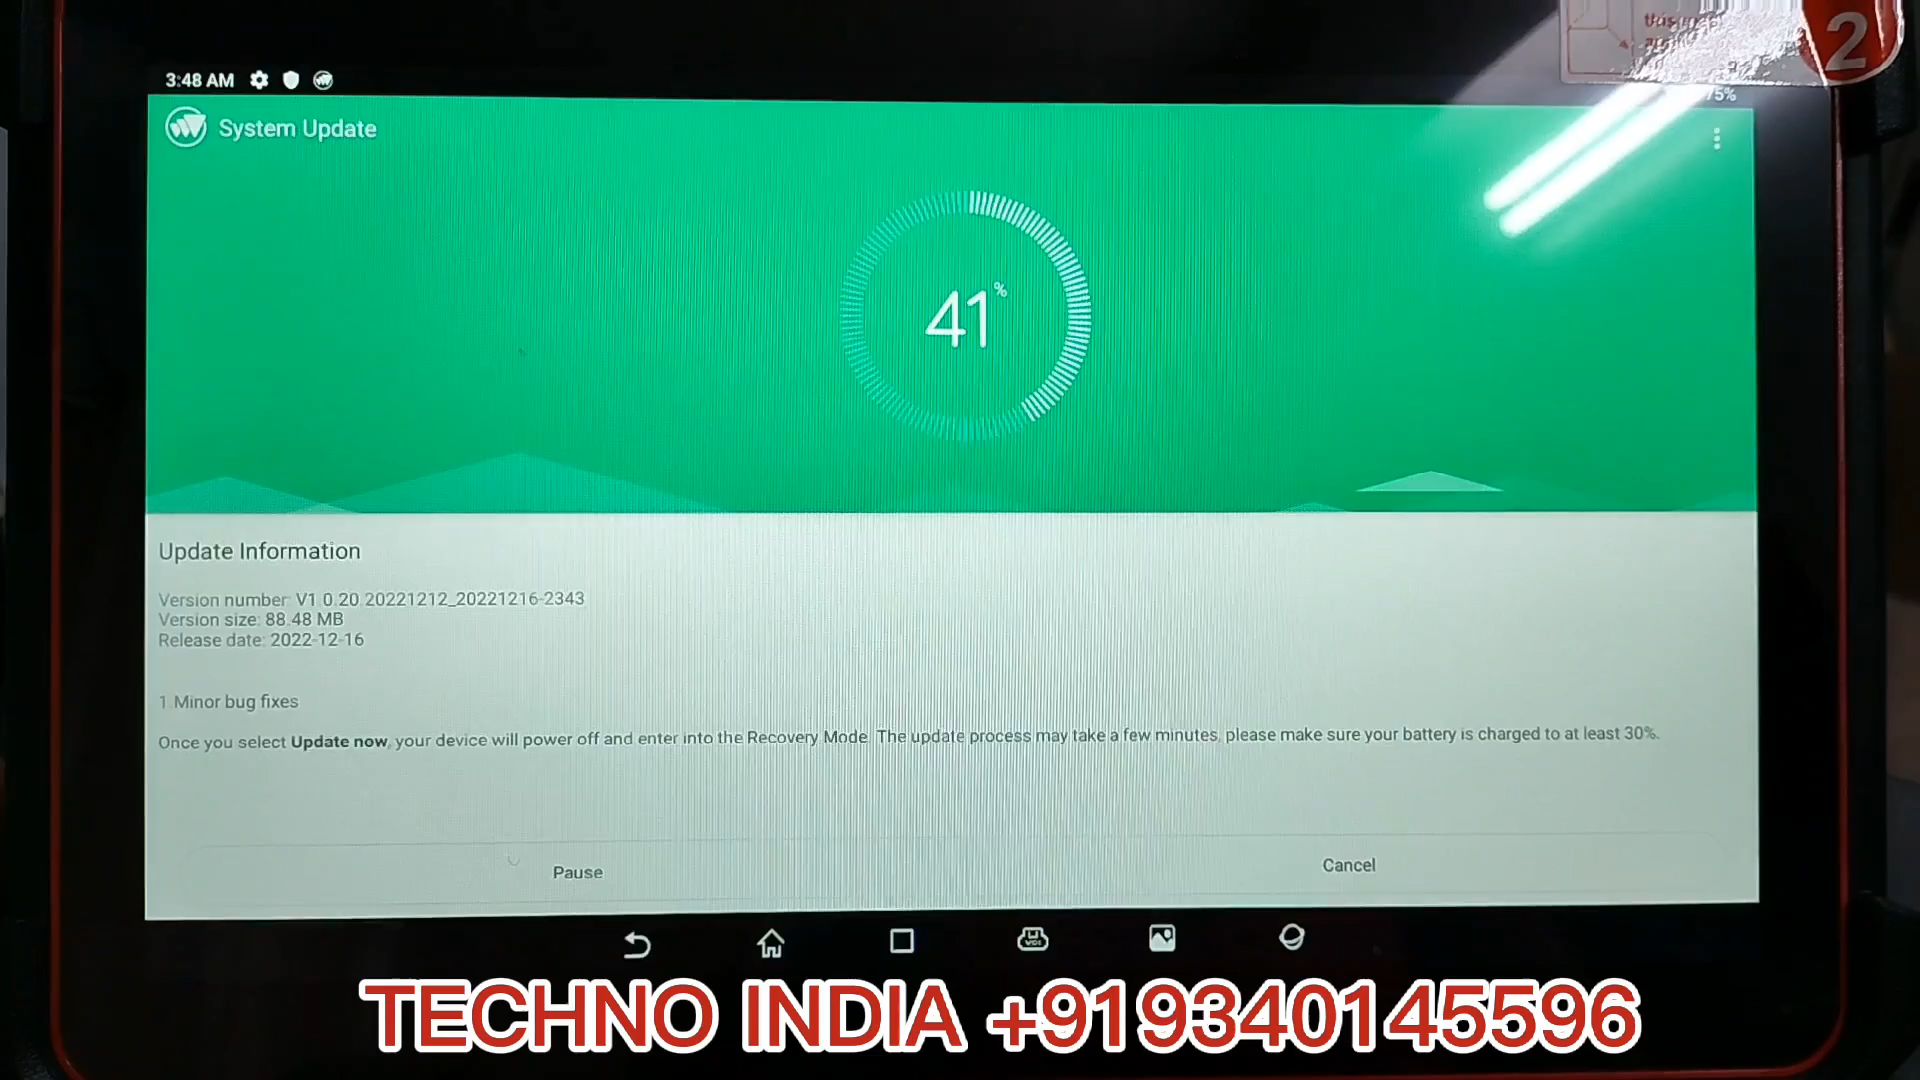 2
3:48 AM
75%
System Update
41%
Update Information
Version number: V1.0.20.20221212_20221216-2343
Version size: 88.48 MB
Release date: 2022-12-16
1.Minor bug fixes
Once you select Update now, your device will power off and enter into the Recovery Mode. The update process may take a few minutes, please make sure your battery is charged to at least 30%.
Pause
Cancel
VCI
TECHNO INDIA +919340145596